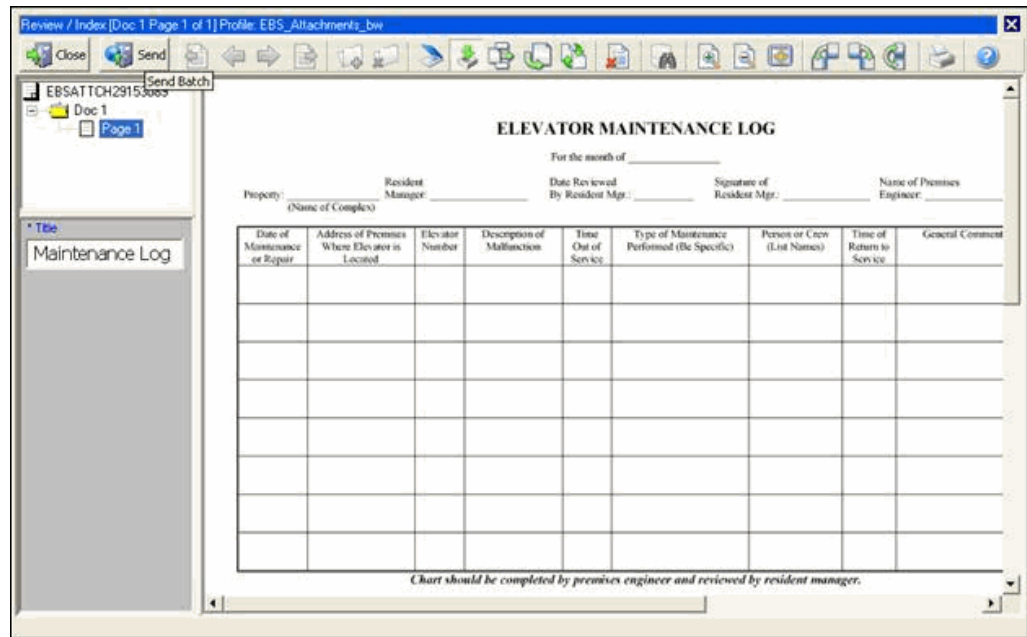 Review / Index [Doc 1 Page 1 of 1] Profile: EBS_Attachments_bw
Close Send
Send Batch
EBSATTCH29153089
Doc 1
Page 1
* Title
Maintenance Log
ELEVATOR MAINTENANCE LOG
For the month of
Resident Date Reviewed Signature of Name of Premises
Property: Manager: By Resident Mgr.: Resident Mgr.: Engineer:
(Name of Complex)
Date of Address of Premises Elevator Description of Time Type of Maintenance Person or Crew Time of General Comment
Maintenance Where Elevator is Number Malfunction Out of Performed (Be Specific) (List Names) Return to
or Repair Located Service Service
Chart should be completed by premises engineer and reviewed by resident manager.